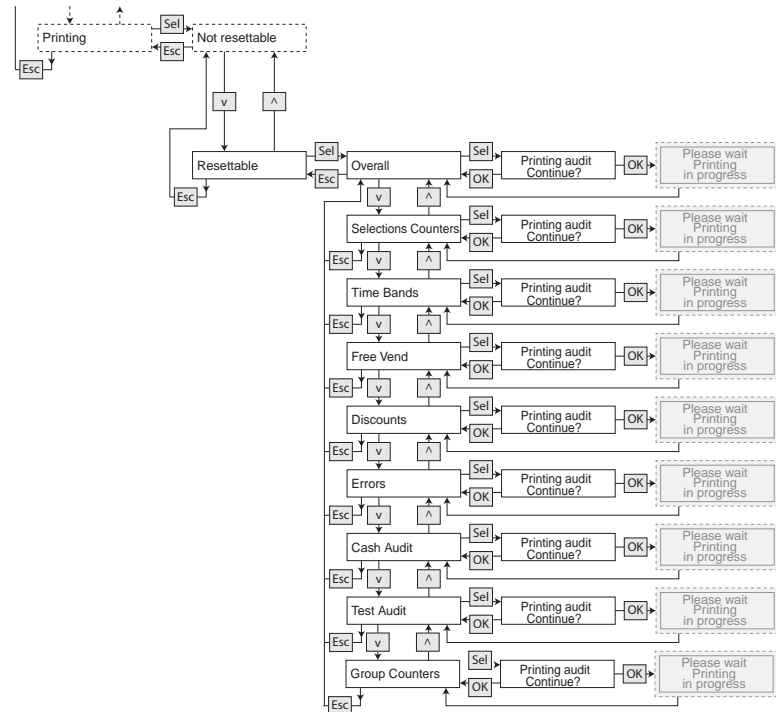 Sel
Printing
Not resettable
Esc
Esc
v
^
Sel
Resettable
Esc
Esc
Overall
Sel
OK
Printing audit
Continue?
OK
Please wait
Printing
in progress
v
^
Selections Counters
Sel
OK
Printing audit
Continue?
OK
Please wait
Printing
in progress
Esc
v
^
Time Bands
Sel
OK
Printing audit
Continue?
OK
Please wait
Printing
in progress
Esc
v
^
Free Vend
Sel
OK
Printing audit
Continue?
OK
Please wait
Printing
in progress
Esc
v
^
Discounts
Sel
OK
Printing audit
Continue?
OK
Please wait
Printing
in progress
Esc
v
^
Errors
Sel
OK
Printing audit
Continue?
OK
Please wait
Printing
in progress
Esc
v
^
Cash Audit
Sel
OK
Printing audit
Continue?
OK
Please wait
Printing
in progress
Esc
v
^
Test Audit
Sel
OK
Printing audit
Continue?
OK
Please wait
Printing
in progress
Esc
v
^
Group Counters
Sel
OK
Printing audit
Continue?
OK
Please wait
Printing
in progress
Esc